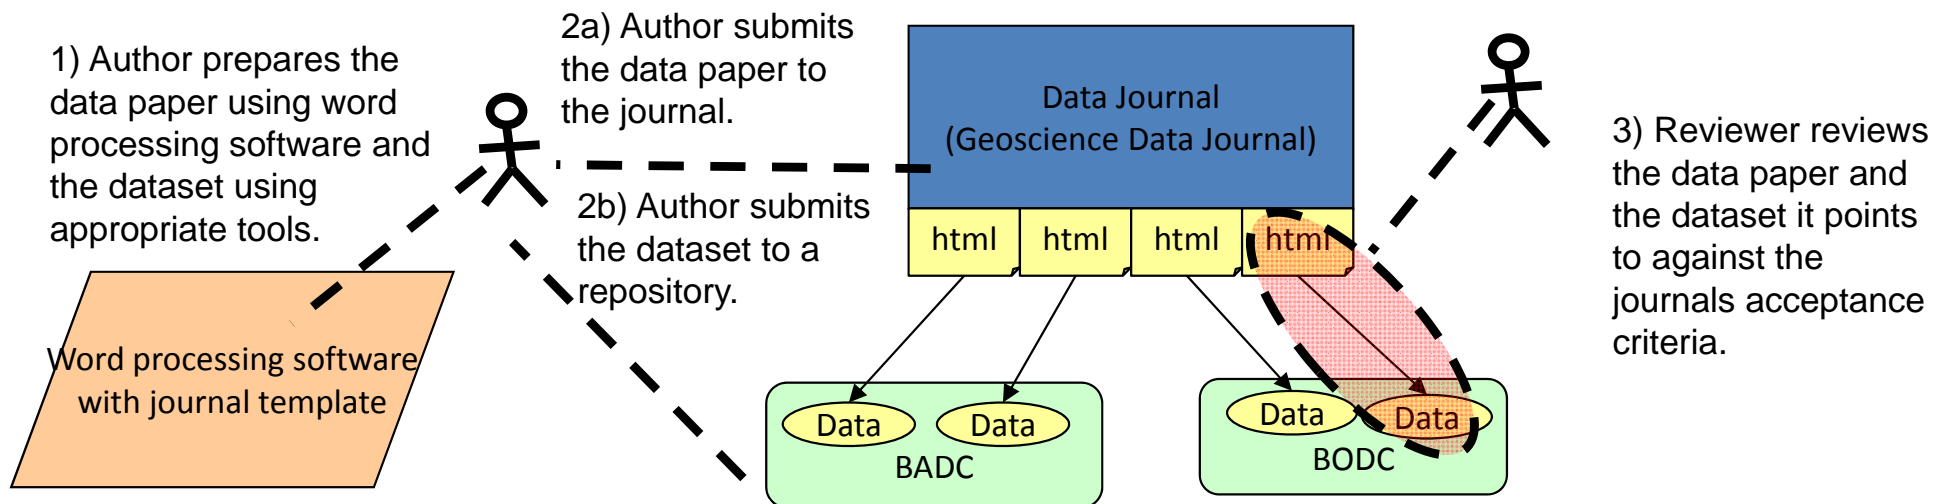 1) Author prepares the
data paper using word
processing software and
the dataset using
appropriate tools.
2a) Author submits
the data paper to
the journal.
2b) Author submits
the dataset to a
repository.
Data Journal
(Geoscience Data Journal)
html
html
html
html
3) Reviewer reviews
the data paper and
the dataset it points
to against the
journals acceptance
criteria.
Word processing software
with journal template
Data
Data
BADC
Data
Data
BODC